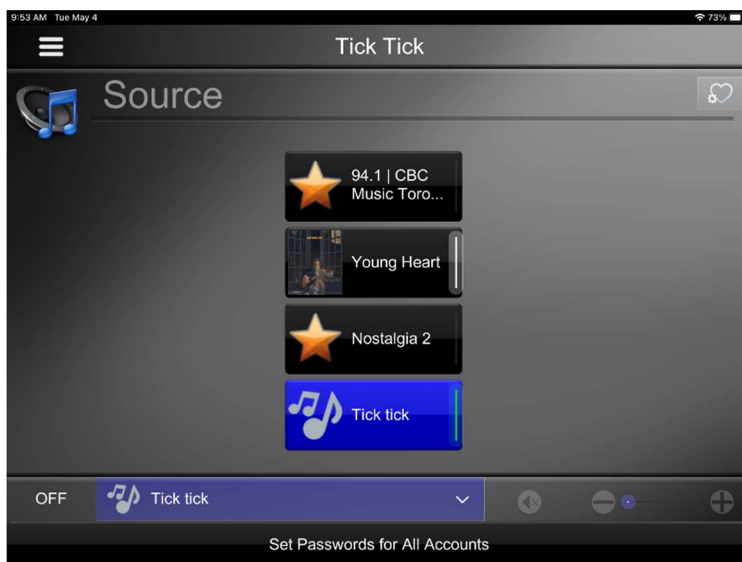 9:53 AM Tue May 4
73%
Tick Tick
Source
94.1 | CBC
Music Toro...
Young Heart
Nostalgia 2
Tick tick
OFF
Tick tick
Set Passwords for All Accounts